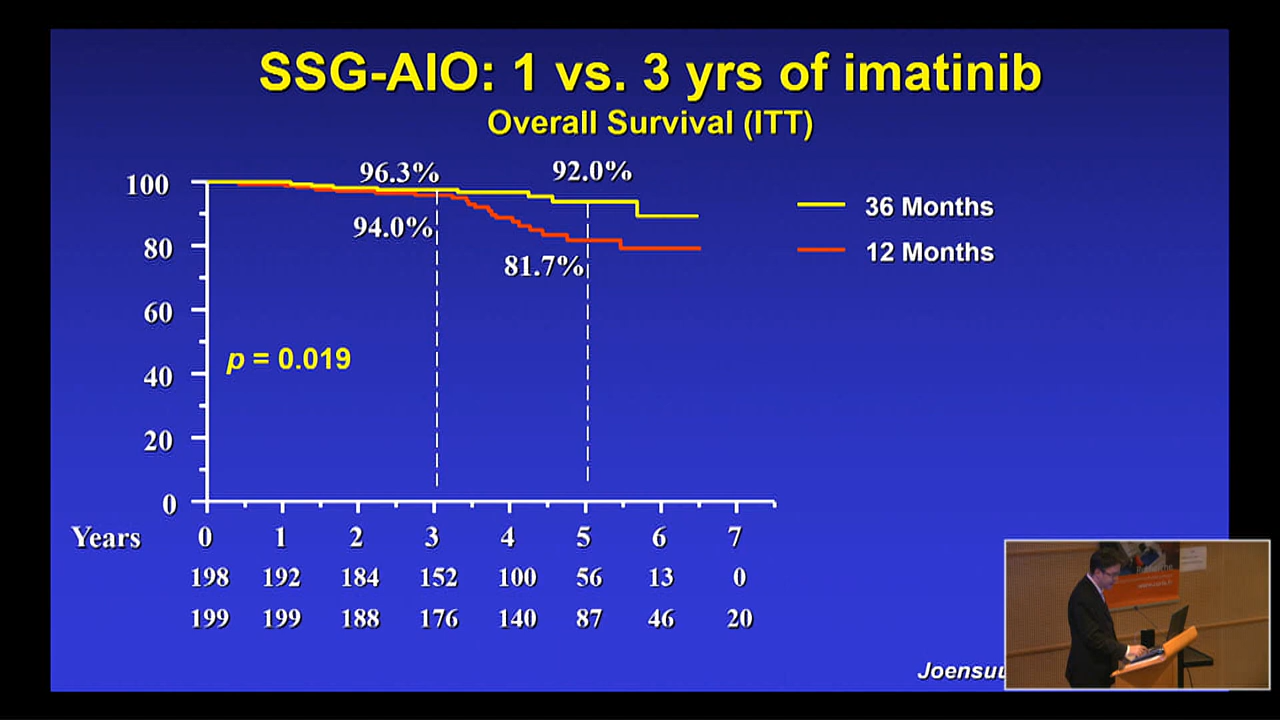 SSG-AIO: 1 vs. 3 yrs of imatinib
Overall Survival (ITT)
96.3%
92.0%
100
36 Months
94.0%
80
12 Months
81.7%
60
p = 0.019
40
20
0
Years 0 1 2 3 4 5 6 7
198 192 184 152 100 56 13 0
199 199 188 176 140 87 46 20